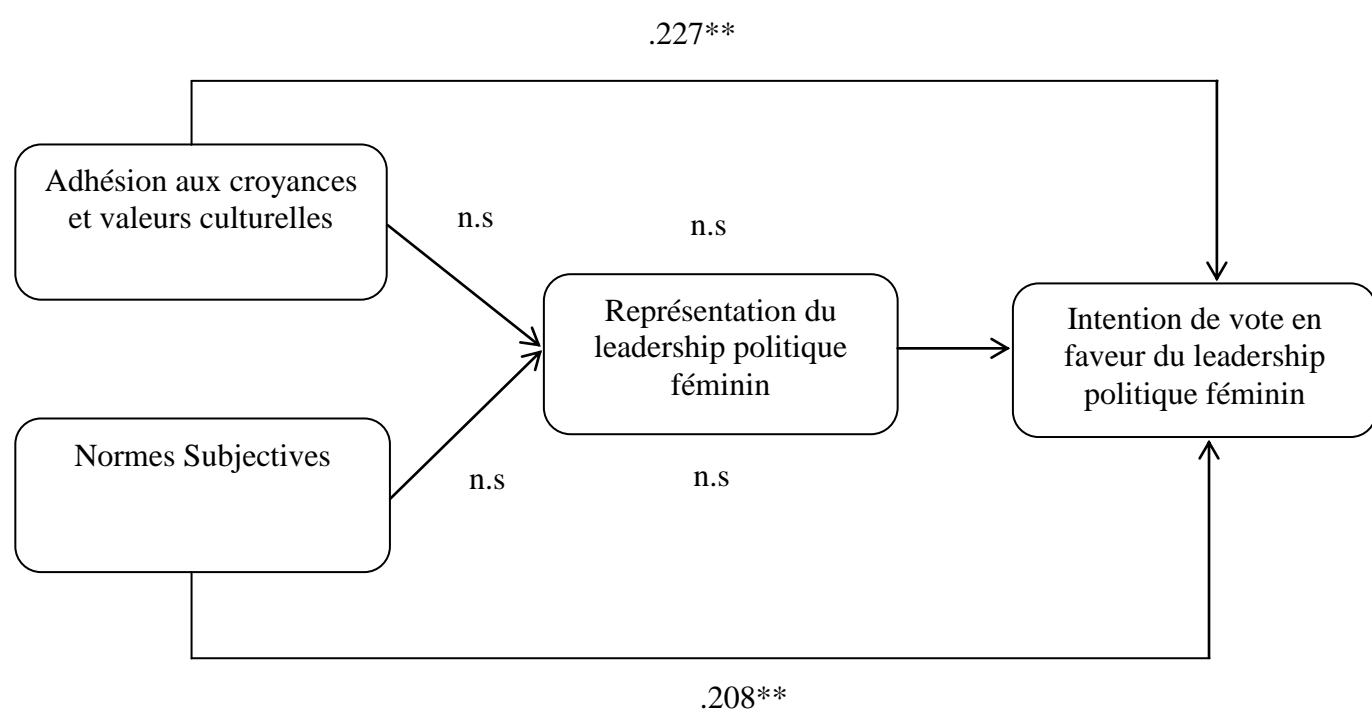 .227**
Adhésion aux croyances
et valeurs culturelles
n.s
n.s
Représentation du
leadership politique
féminin
Intention de vote en
faveur du leadership
politique féminin
Normes Subjectives
n.s
n.s
.208**